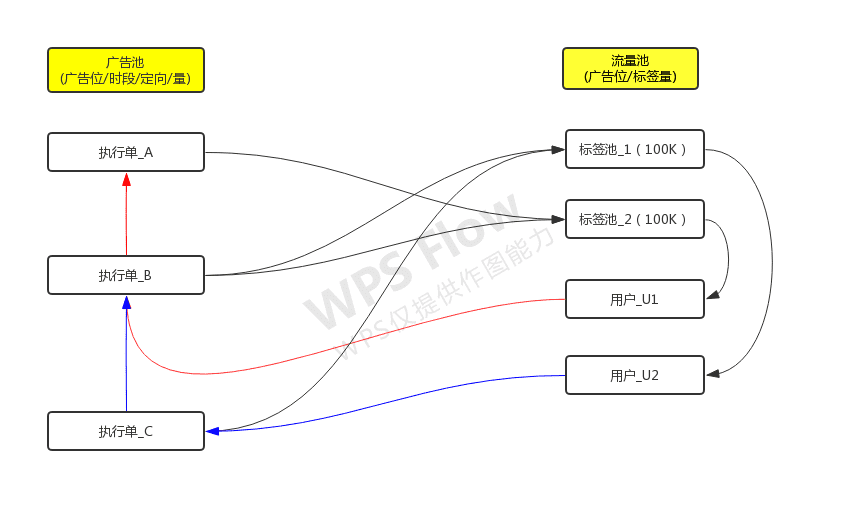 广告池
(广告位/时段/定向/量)
流量池
(广告位/标签量)
执行单_A
标签池_1（100K）
标签池_2（100K）
执行单_B
用户_U1
用户_U2
执行单_C
WPS Flow
WPS仅提供作图能力